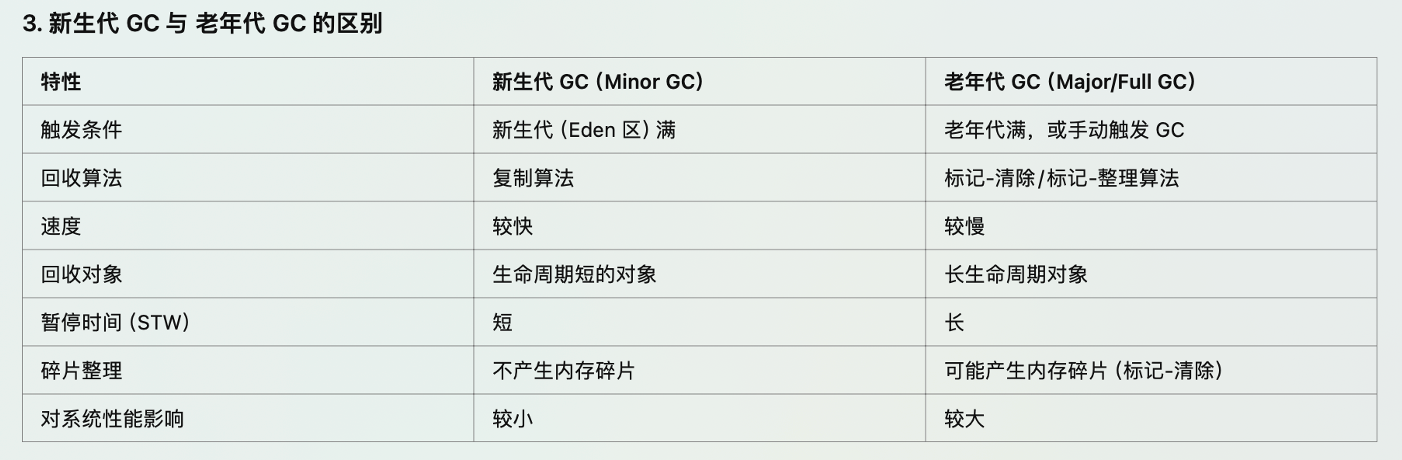 3. 新生代 GC 与 老年代 GC 的区别
特性 新生代 GC（Minor GC） 老年代 GC（Major/Full GC）
触发条件 新生代（Eden 区）满 老年代满，或手动触发 GC
回收算法 复制算法 标记-清除/标记-整理算法
速度 较快 较慢
回收对象 生命周期短的对象 长生命周期对象
暂停时间（STW） 短 长
碎片整理 不产生内存碎片 可能产生内存碎片（标记-清除）
对系统性能影响 较小 较大